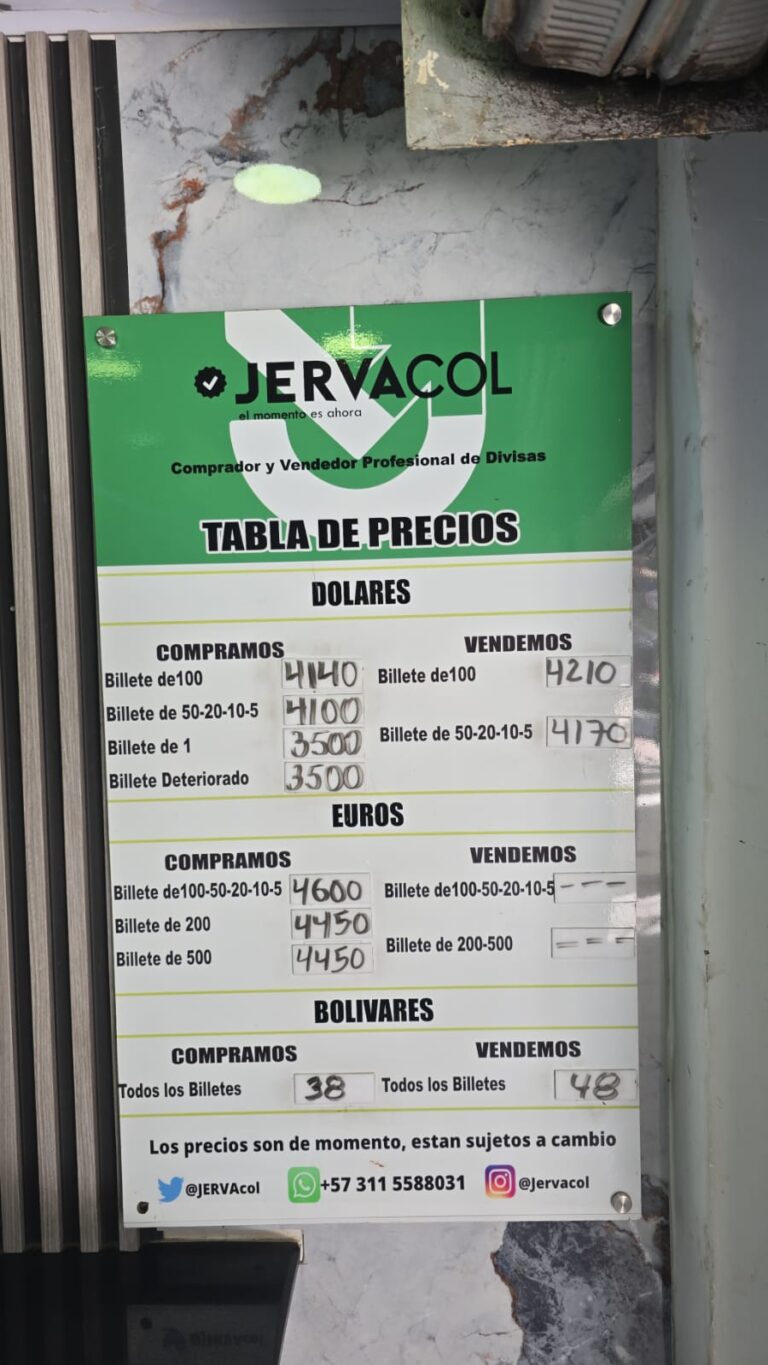 JERVACOL
el momento es ahora
Comprador y Vendedor Profesional de Divisas
TABLA DE PRECIOS
DOLARES
COMPRAMOS VENDEMOS
Billete de100 4140 Billete de100 4210
Billete de 50-20-10-5 4100 Billete de 50-20-10-5 4170
Billete de 1 3500
Billete Deteriorado 3500
EUROS
COMPRAMOS VENDEMOS
Billete de100-50-20-10-5 4600 Billete de100-50-20-10-5 ---
Billete de 200 4450 Billete de 200-500 ===
Billete de 500 4450
BOLIVARES
COMPRAMOS VENDEMOS
Todos los Billetes 38 Todos los Billetes 48
Los precios son de momento, estan sujetos a cambio
@JERVAcol +57 311 5588031 @Jervacol
@JERVAcol